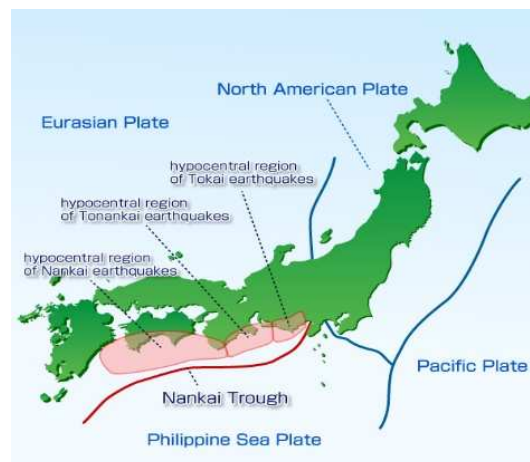 North American Plate
Eurasian Plate
hypocentral region
of Tokai earthquakes
hypocentral region
of Tonankai earthquakes
hypocentral region
of Nankai earthquakes
Pacific Plate
Nankai Trough
Philippine Sea Plate